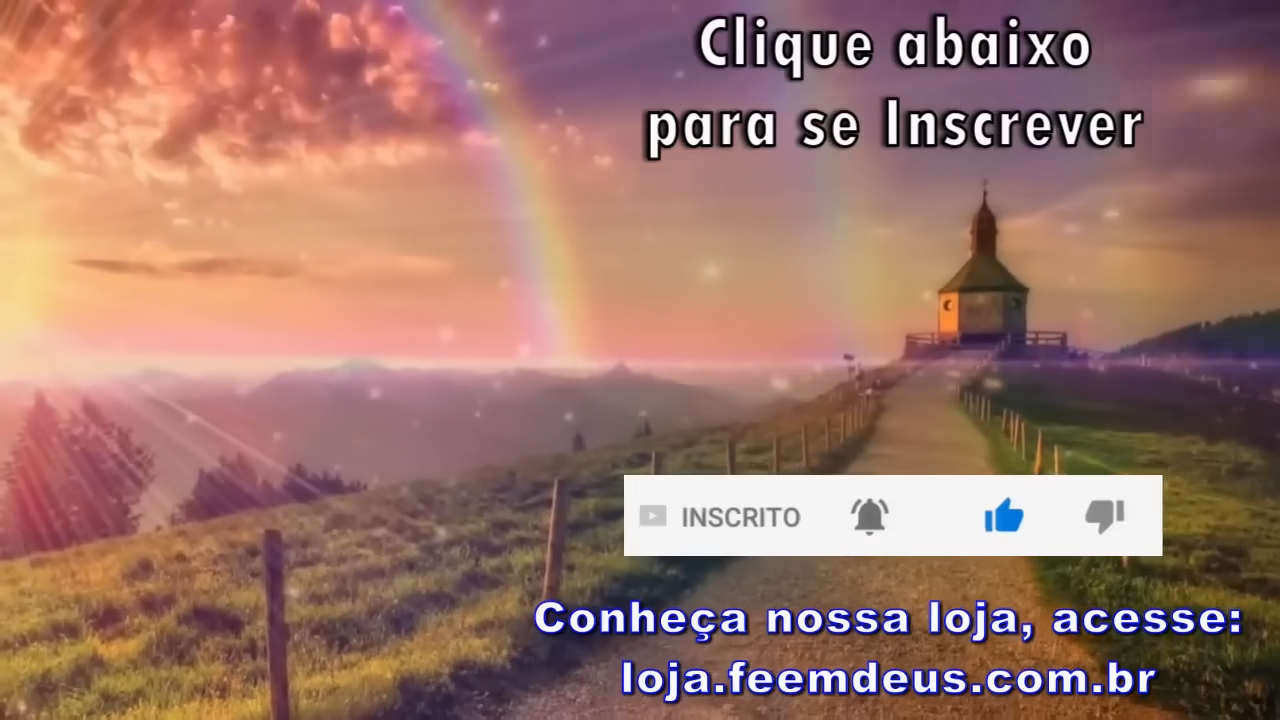 Clique abaixo
para se Inscrever
INSCRITO
Conheça nossa loja, acesse:
loja.feemdeus.com.br